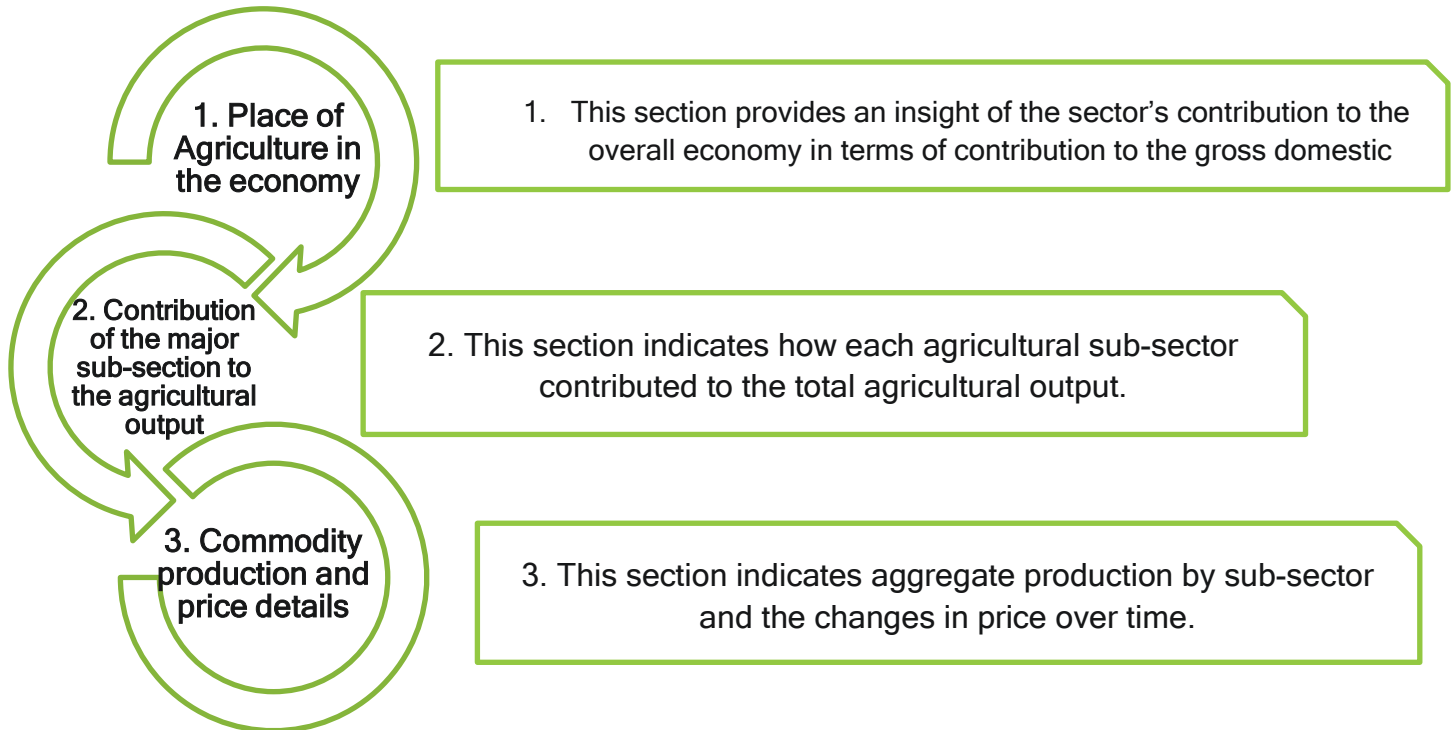 1. Place of
Agriculture in
the economy
1. This section provides an insight of the sector’s contribution to the
overall economy in terms of contribution to the gross domestic
2. Contribution
of the major
sub-section to
the agricultural
output
2. This section indicates how each agricultural sub-sector
contributed to the total agricultural output.
3. Commodity
production and
price details
3. This section indicates aggregate production by sub-sector
and the changes in price over time.